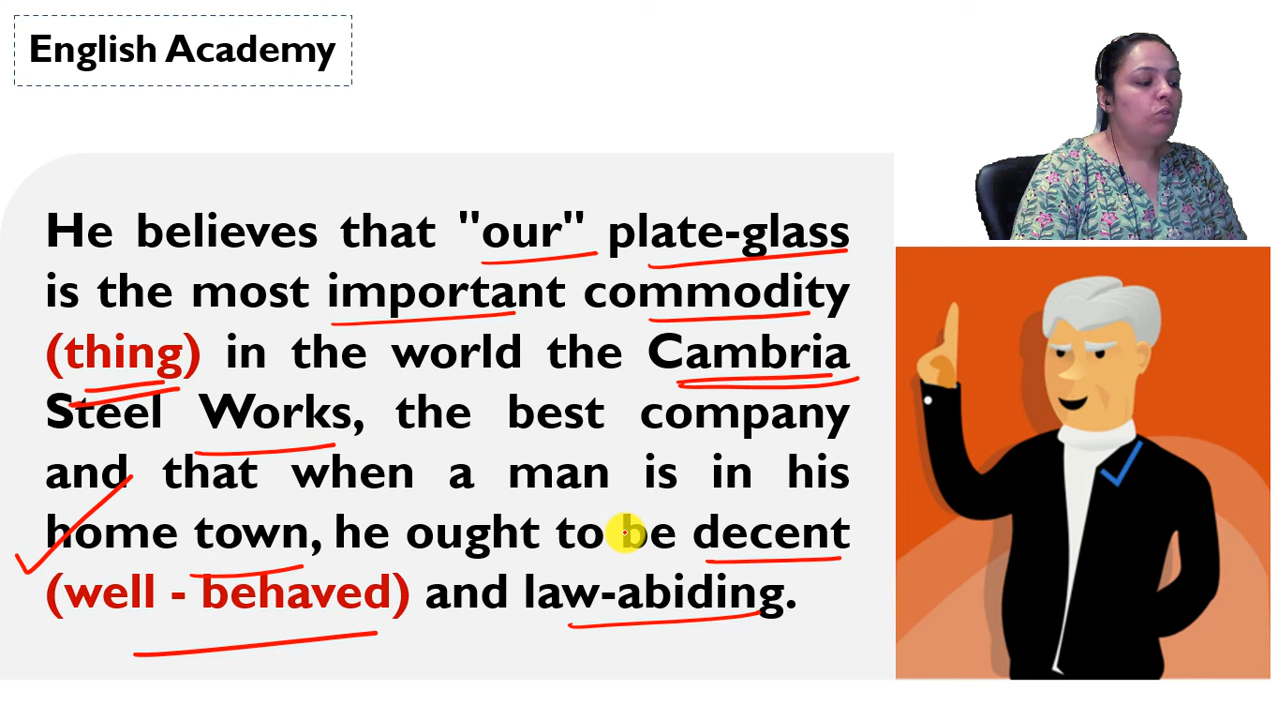 English Academy
He believes that "our" plate-glass
is the most important commodity
(thing) in the world the Cambria
Steel Works, the best company
and that when a man is in his
home town, he ought to be decent
(well - behaved) and law-abiding.